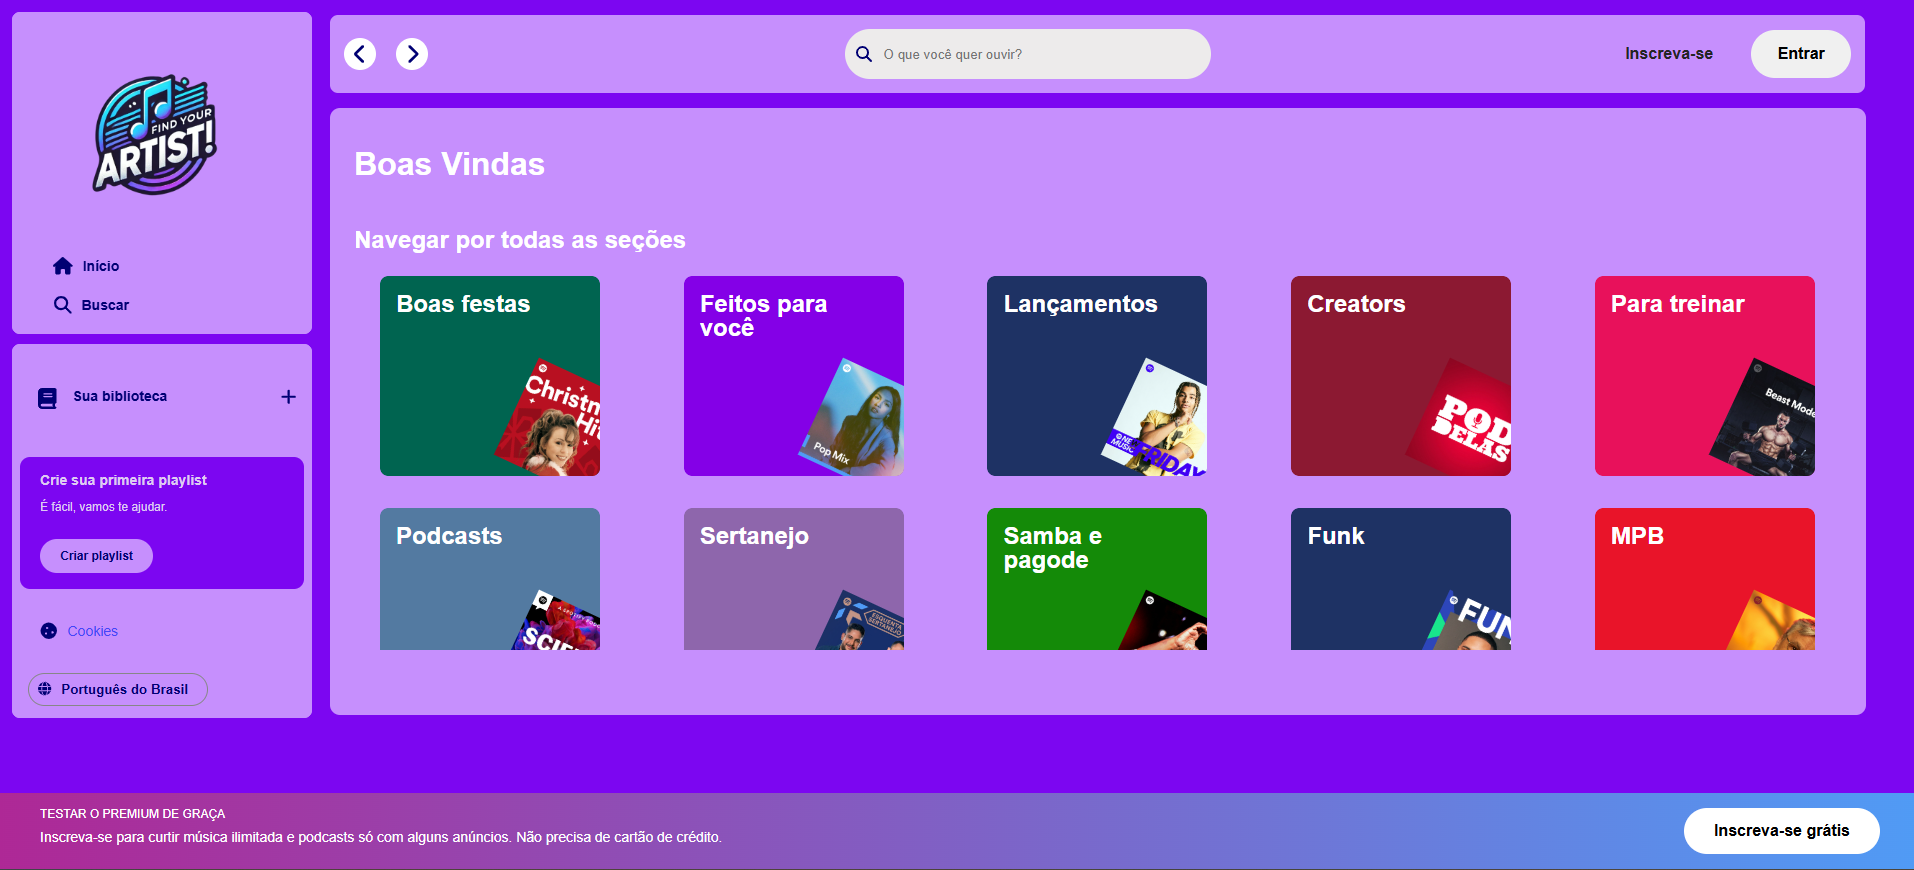 FIND YOUR
ARTIST!
Início
Buscar
Sua biblioteca
Crie sua primeira playlist
É fácil, vamos te ajudar.
Criar playlist
Cookies
Português do Brasil
O que você quer ouvir?
Inscreva-se
Entrar
Boas Vindas
Navegar por todas as seções
Boas festas
Christm
Hit
Feitos para
você
Pop Mix
Lançamentos
NE
MUSIC
FRIDAY
Creators
POD
DELAS
Para treinar
Beast Mode
Podcasts
A SPOTIFY PODC
SCIE
Sertanejo
ESQUENTA
SERTANEJO
Samba e
pagode
Funk
FUN
MPB
TESTAR O PREMIUM DE GRAÇA
Inscreva-se para curtir música ilimitada e podcasts só com alguns anúncios. Não precisa de cartão de crédito.
Inscreva-se grátis